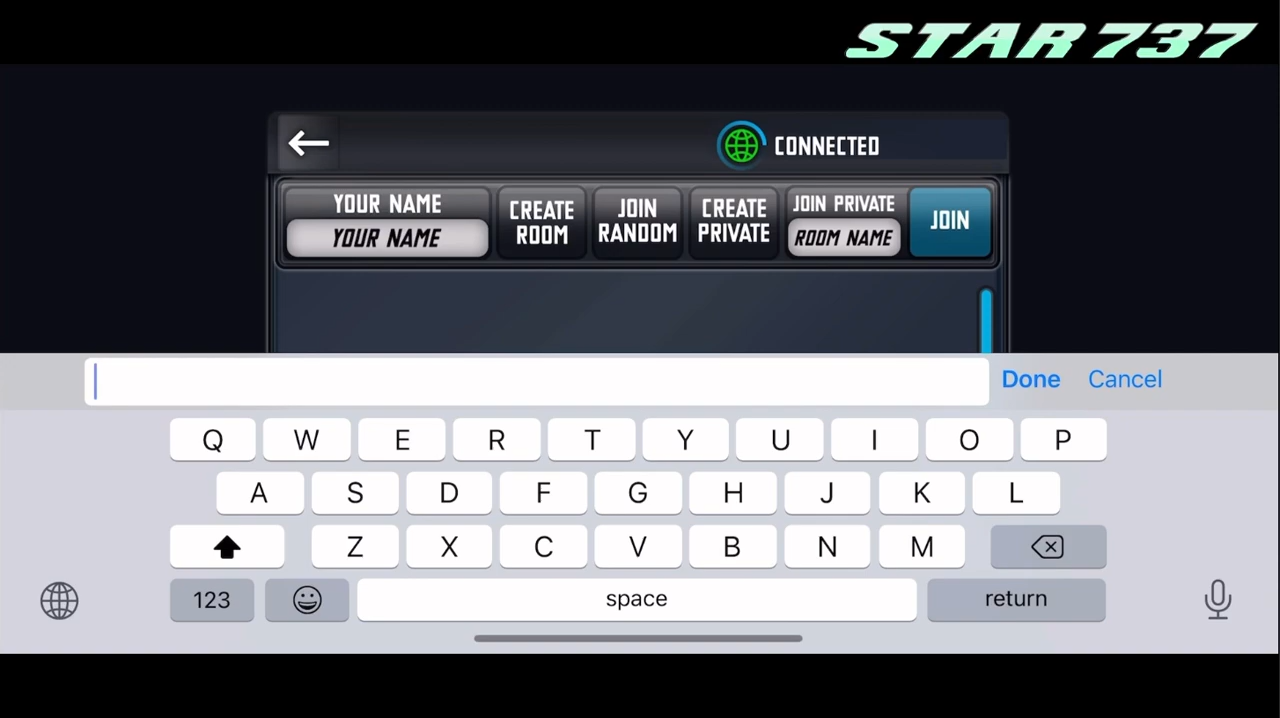 STAR 737
CONNECTED
YOUR NAME
YOUR NAME
CREATE
ROOM
JOIN
RANDOM
CREATE
PRIVATE
JOIN PRIVATE
ROOM NAME
JOIN
Done
Cancel
Q W E R T Y U I O P
A S D F G H J K L
Z X C V B N M
123
space
return